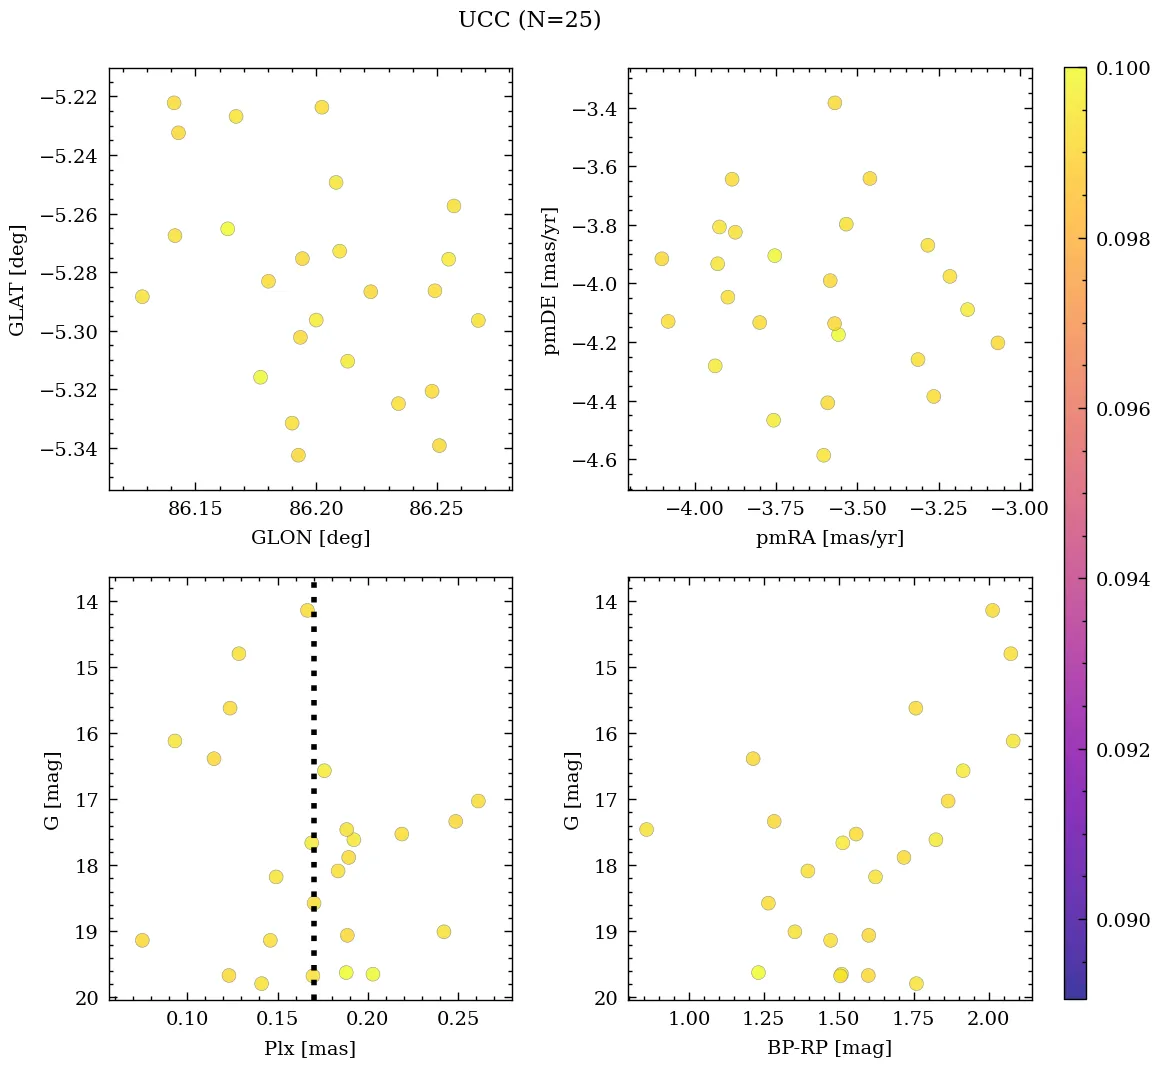 UCC (N=25)
−5.22
−5.24
−5.26
−5.28
−5.30
−5.32
−5.34
GLAT [deg]
86.15 86.20 86.25
GLON [deg]
−3.4
−3.6
−3.8
−4.0
−4.2
−4.4
−4.6
pmDE [mas/yr]
−4.00 −3.75 −3.50 −3.25 −3.00
pmRA [mas/yr]
14
15
16
17
18
19
20
G [mag]
0.10 0.15 0.20 0.25
Plx [mas]
14
15
16
17
18
19
20
G [mag]
1.00 1.25 1.50 1.75 2.00
BP-RP [mag]
0.100
0.098
0.096
0.094
0.092
0.090